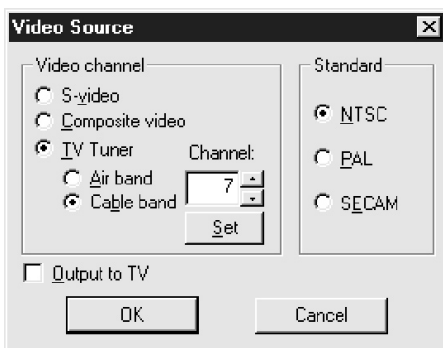 Video Source
Video channel
S-video
Composite video
TV Tuner
Channel:
Air band
Cable band
7
Set
Standard
NTSC
PAL
SECAM
Output to TV
OK
Cancel